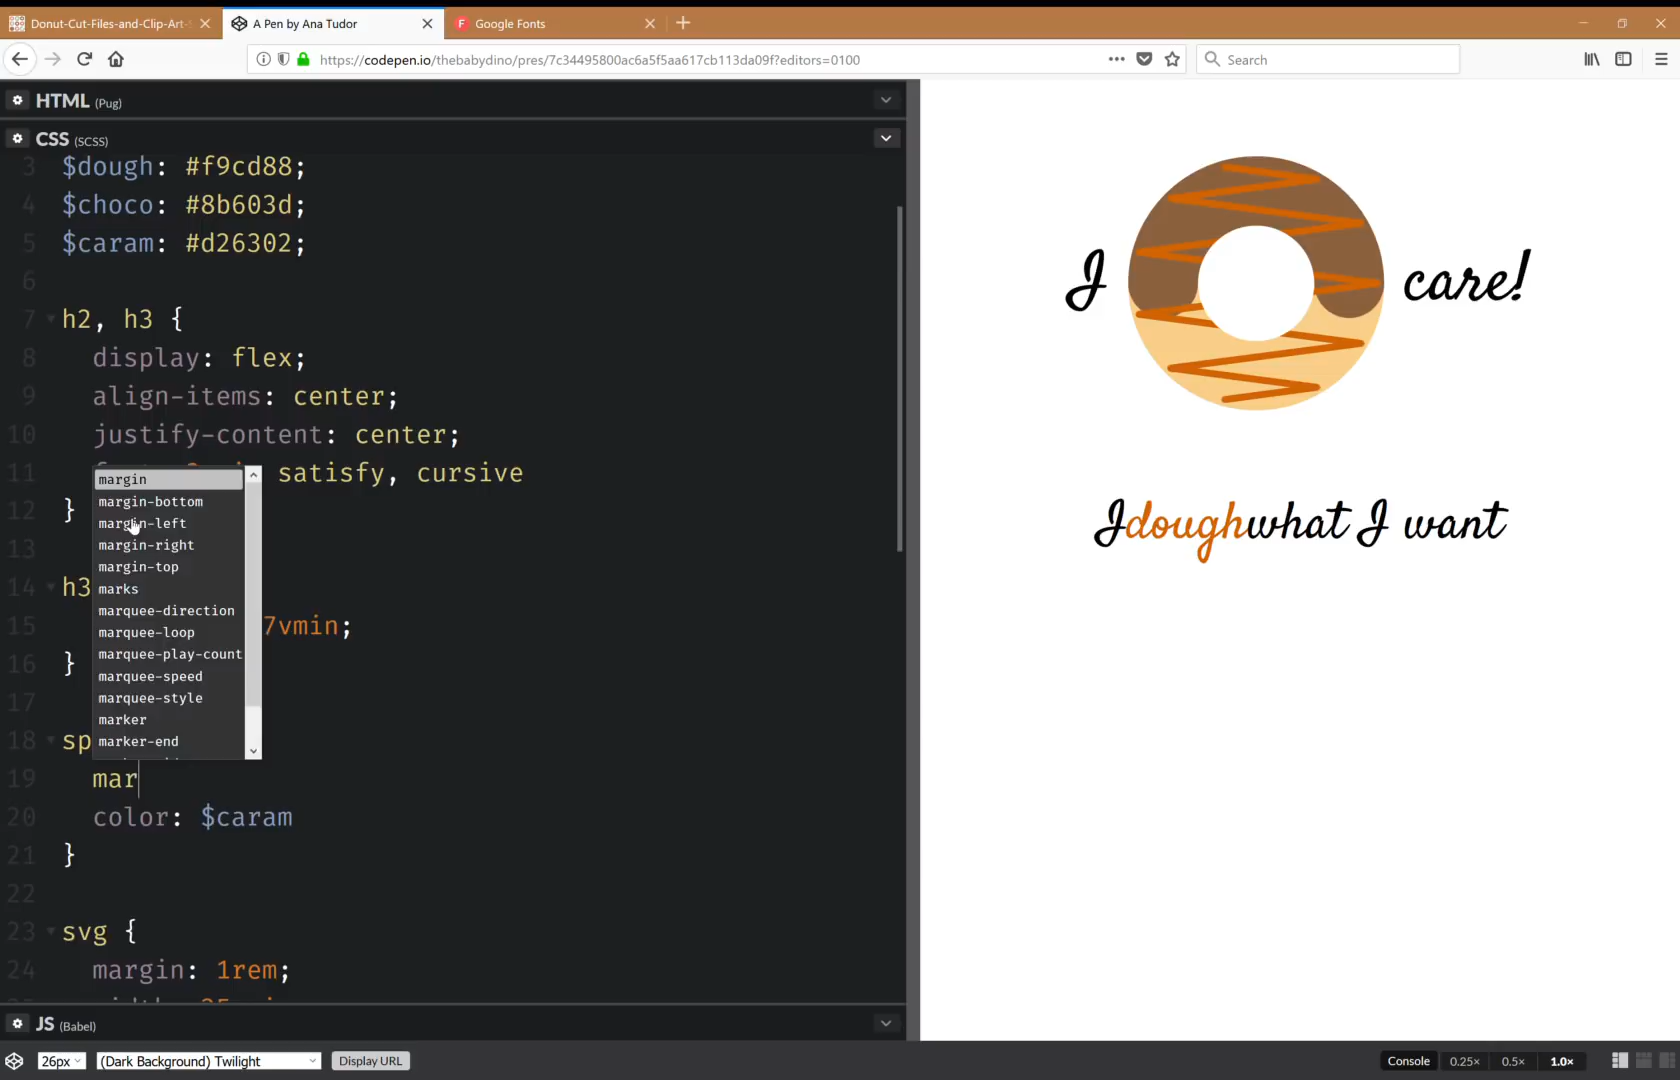 Donut-Cut-Files-and-Clip-Art-
A Pen by Ana Tudor
F
Google Fonts
https://codepen.io/thebabydino/pres/7c34495800ac6a5f5aa617cb113da09f?editors=0100
Search
HTML (Pug)
CSS (SCSS)
3 $dough: #f9cd88;
4 $choco: #8b603d;
5 $caram: #d26302;
6
7 h2, h3 {
8 display: flex;
9 align-items: center;
10 justify-content: center;
11 satisfy, cursive
12 }
13
14 h3
15 7vmin;
16 }
17
18 sp
19 mar
20 color: $caram
21 }
22
23 svg {
24 margin: 1rem;
margin
margin-bottom
margin-left
margin-right
margin-top
marks
marquee-direction
marquee-loop
marquee-play-count
marquee-speed
marquee-style
marker
marker-end
JS (Babel)
26px
(Dark Background) Twilight
Display URL
Console
0.25×
0.5×
1.0×
I care!
I dough what I want